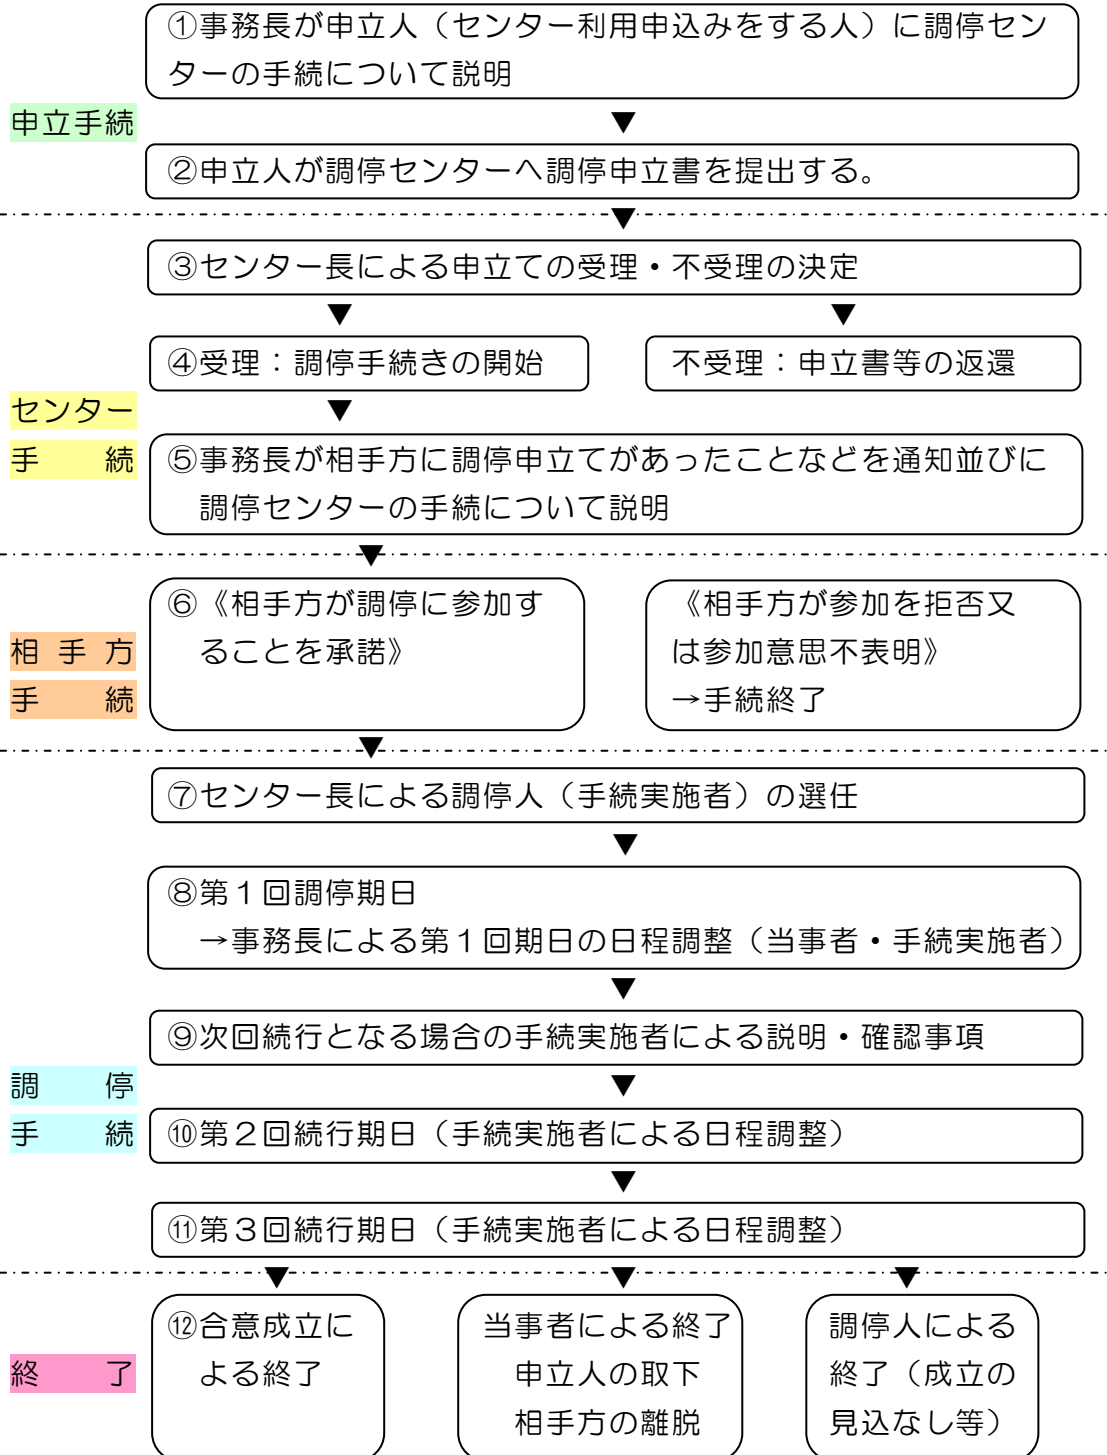 ①事務長が申立人（センター利用申込みをする人）に調停セン
ターの手続について説明
申立手続
②申立人が調停センターへ調停申立書を提出する。
③センター長による申立ての受理・不受理の決定
④受理：調停手続きの開始
不受理：申立書等の返還
センター
手　　続
⑤事務長が相手方に調停申立てがあったことなどを通知並びに
調停センターの手続について説明
⑥《相手方が調停に参加す
ることを承諾》
《相手方が参加を拒否又
は参加意思不表明》
→手続終了
相 手 方
手　　続
⑦センター長による調停人（手続実施者）の選任
⑧第１回調停期日
→事務長による第１回期日の日程調整（当事者・手続実施者）
⑨次回続行となる場合の手続実施者による説明・確認事項
調　　停
手　　続
⑩第２回続行期日（手続実施者による日程調整）
⑪第３回続行期日（手続実施者による日程調整）
終　　了
⑫合意成立に
よる終了
当事者による終了
申立人の取下
相手方の離脱
調停人による
終了（成立の
見込なし等）